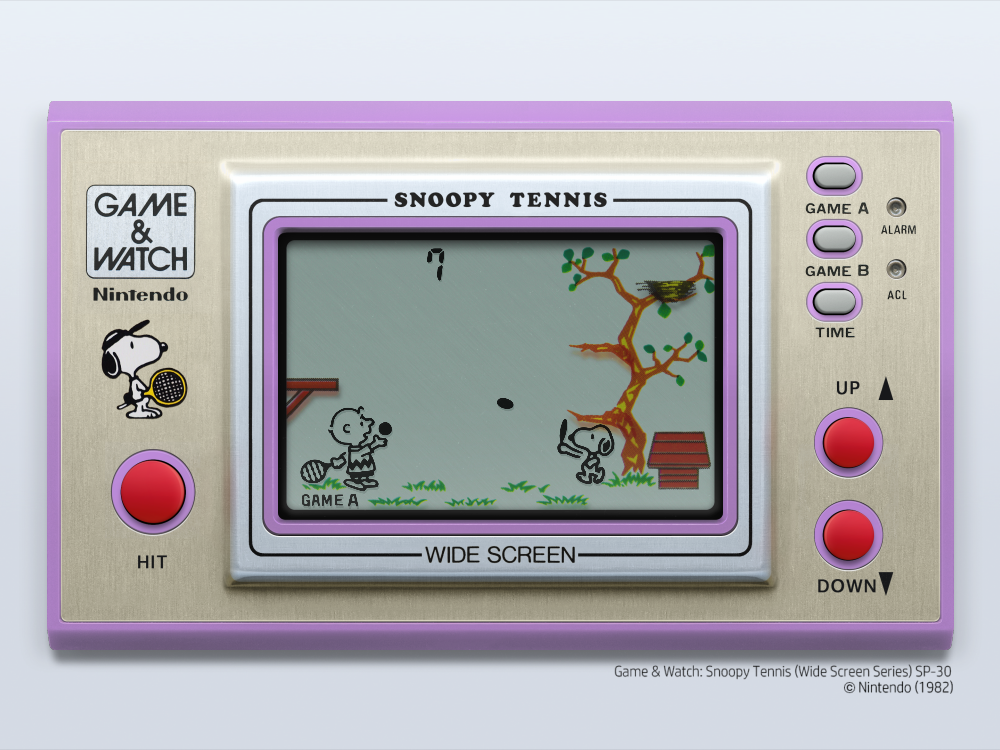 SNOOPY TENNIS
GAME
&
WATCH
Nintendo
7
GAME A
WIDE SCREEN
HIT
GAME A
ALARM
GAME B
ACL
TIME
UP ▲
DOWN ▼
Game & Watch: Snoopy Tennis (Wide Screen Series) SP-30
© Nintendo (1982)